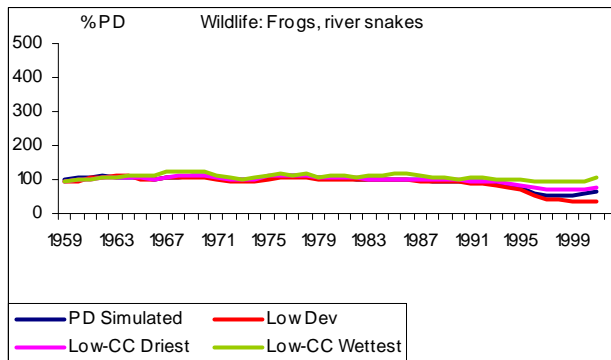 %PD Wildlife: Frogs, river snakes
500
400
300
200
100
0
1959 1963 1967 1971 1975 1979 1983 1987 1991 1995 1999
PD Simulated Low Dev
Low-CC Driest Low-CC Wettest